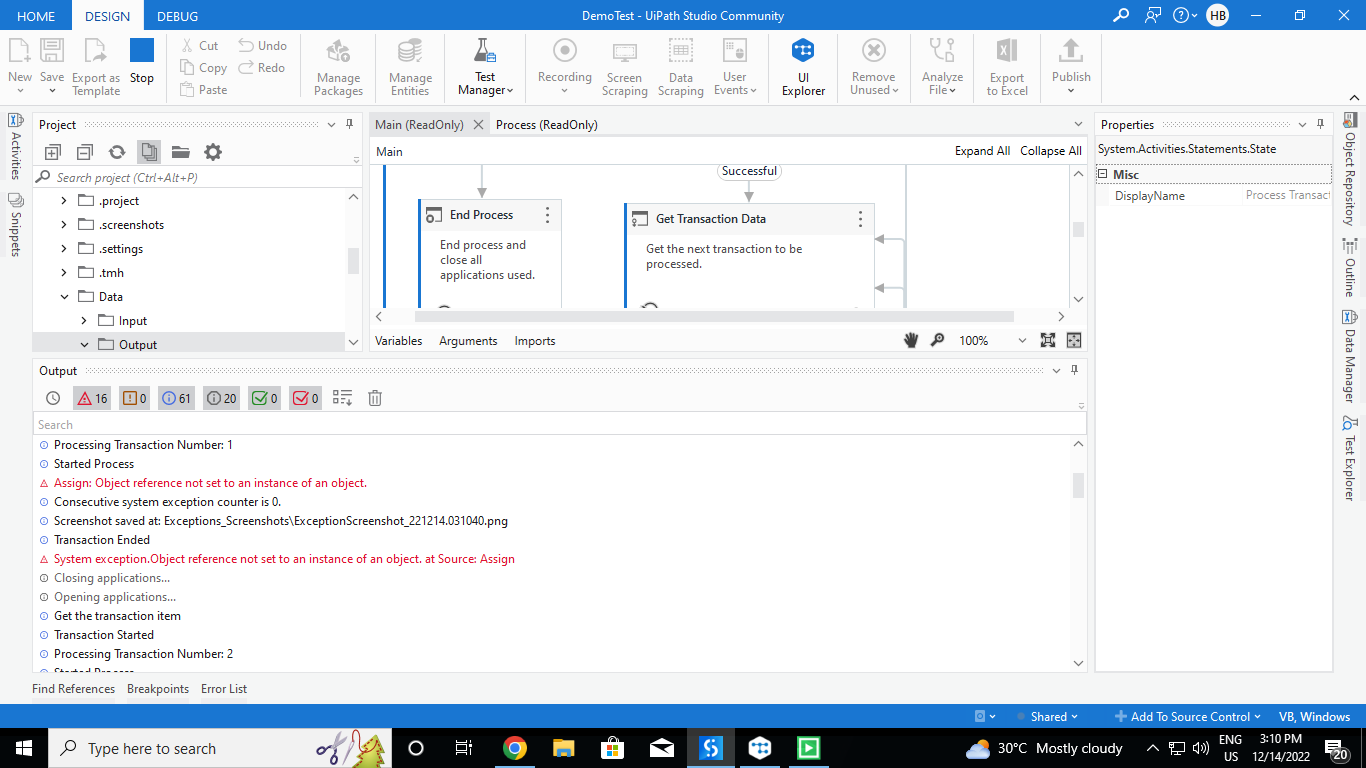 HOME DESIGN DEBUG DemoTest - UiPath Studio Community HB
New Save Export as Template Stop Cut Copy Paste Undo Redo Manage Packages Manage Entities Test Manager Recording Screen Scraping Data Scraping User Events UI Explorer Remove Unused Analyze File Export to Excel Publish
Activities
Snippets
Project
Search project (Ctrl+Alt+P)
.project
.screenshots
.settings
.tmh
Data
Input
Output
Main (ReadOnly) Process (ReadOnly)
Main Expand All Collapse All
Successful
End Process
End process and
close all
applications used.
Get Transaction Data
Get the next transaction to be
processed.
Variables Arguments Imports 100%
Properties
System.Activities.Statements.State
Misc
DisplayName Process Transact
Object Repository
Outline
Data Manager
Test Explorer
Output
16 0 61 20 0 0
Search
Processing Transaction Number: 1
Started Process
Assign: Object reference not set to an instance of an object.
Consecutive system exception counter is 0.
Screenshot saved at: Exceptions_Screenshots\ExceptionScreenshot_221214.031040.png
Transaction Ended
System exception.Object reference not set to an instance of an object. at Source: Assign
Closing applications...
Opening applications...
Get the transaction item
Transaction Started
Processing Transaction Number: 2
Started Process
Find References Breakpoints Error List
Shared Add To Source Control VB, Windows
Type here to search 30°C Mostly cloudy ENG US 3:10 PM 12/14/2022 20